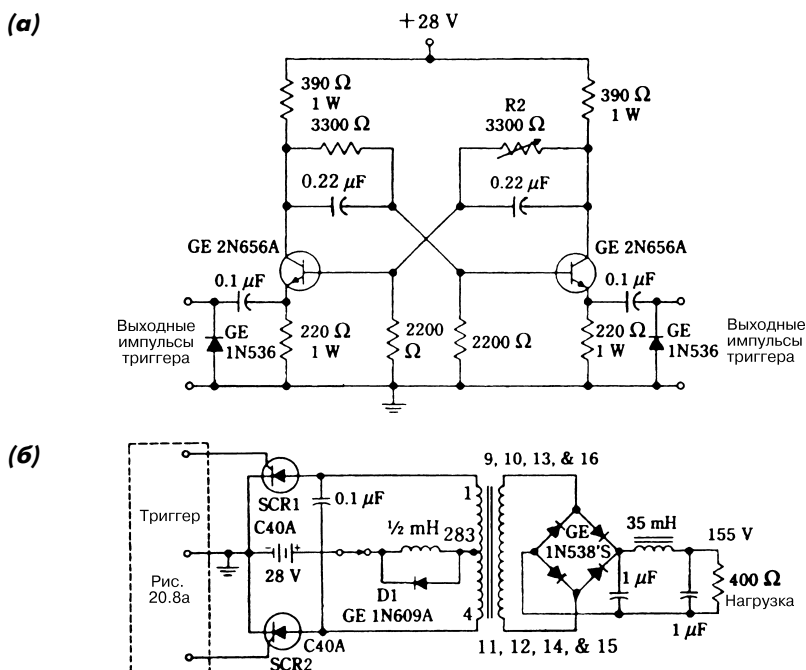 (а)
+28 V
390 Ω
1 W
3300 Ω
R2
3300 Ω
390 Ω
1 W
0.22 μF
0.22 μF
GE 2N656A
GE 2N656A
0.1 μF
0.1 μF
Выходные
импульсы
триггера
GE
1N536
220 Ω
1 W
2200
Ω
2200 Ω
220 Ω
1 W
GE
1N536
Выходные
импульсы
триггера
(б)
9, 10, 13, & 16
SCR1
C40A
0.1 μF
1
½ mH
283
Триггер
28 V
+
D1
GE 1N609A
4
GE
1N538'S
35 mH
155 V
1 μF
400 Ω
Нагрузка
1 μF
Рис.
20.8а
C40A
SCR2
11, 12, 14, & 15